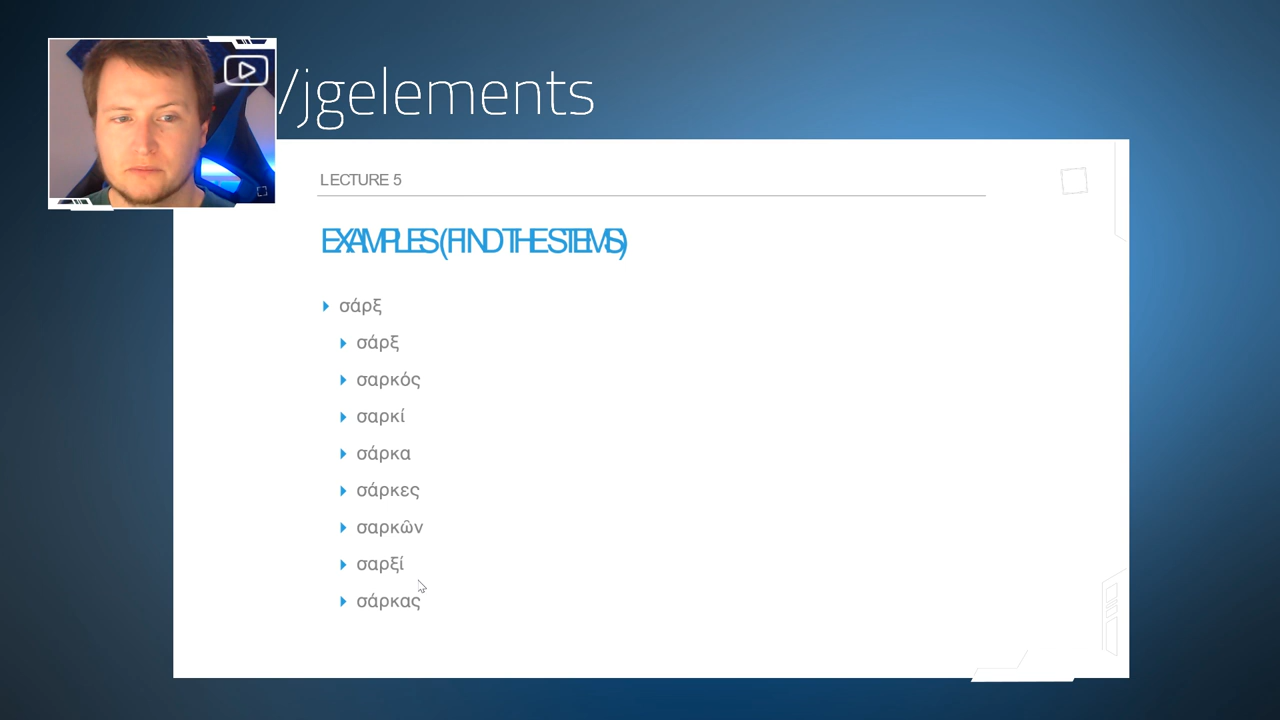 /jgelements
LECTURE 5
EXAMPLES (FIND THE STEMS)
σάρξ
σάρξ
σαρκός
σαρκί
σάρκα
σάρκες
σαρκῶν
σαρξί
σάρκας